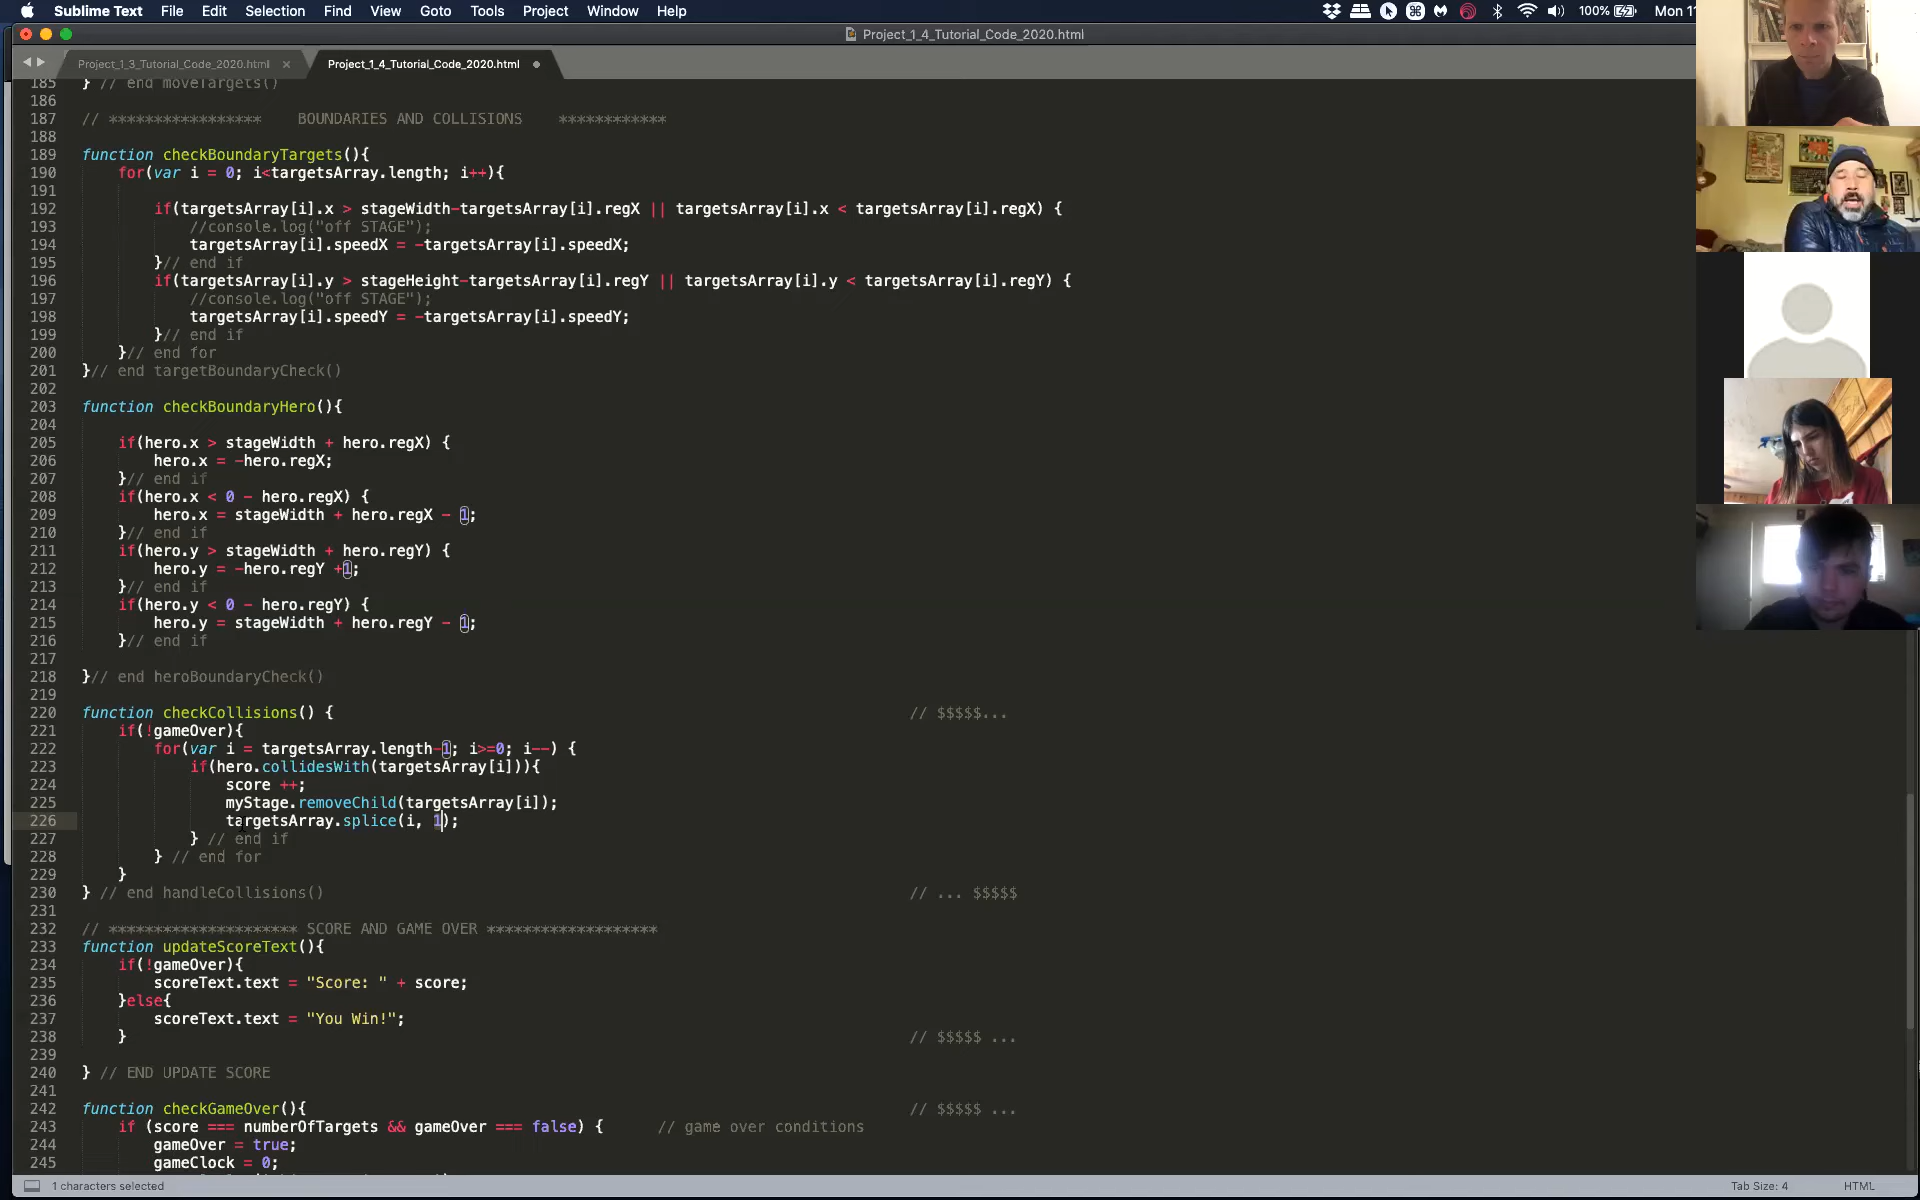 Sublime Text File Edit Selection Find View Goto Tools Project Window Help 100% Mon 11
Project_1_4_Tutorial_Code_2020.html
Project_1_3_Tutorial_Code_2020.html × Project_1_4_Tutorial_Code_2020.html
185 } // end moveTargets()
186
187 // ***************** BOUNDARIES AND COLLISIONS ************
188
189 function checkBoundaryTargets(){
190 for(var i = 0; i<targetsArray.length; i++){
191
192 if(targetsArray[i].x > stageWidth-targetsArray[i].regX || targetsArray[i].x < targetsArray[i].regX) {
193 //console.log("off STAGE");
194 targetsArray[i].speedX = -targetsArray[i].speedX;
195 }// end if
196 if(targetsArray[i].y > stageHeight-targetsArray[i].regY || targetsArray[i].y < targetsArray[i].regY) {
197 //console.log("off STAGE");
198 targetsArray[i].speedY = -targetsArray[i].speedY;
199 }// end if
200 }// end for
201 }// end targetBoundaryCheck()
202
203 function checkBoundaryHero(){
204
205 if(hero.x > stageWidth + hero.regX) {
206 hero.x = -hero.regX;
207 }// end if
208 if(hero.x < 0 - hero.regX) {
209 hero.x = stageWidth + hero.regX - 1;
210 }// end if
211 if(hero.y > stageWidth + hero.regY) {
212 hero.y = -hero.regY +1;
213 }// end if
214 if(hero.y < 0 - hero.regY) {
215 hero.y = stageWidth + hero.regY - 1;
216 }// end if
217
218 }// end heroBoundaryCheck()
219
220 function checkCollisions() { // $$$$$...
221 if(!gameOver){
222 for(var i = targetsArray.length-1; i>=0; i--) {
223 if(hero.collidesWith(targetsArray[i])){
224 score ++;
225 myStage.removeChild(targetsArray[i]);
226 targetsArray.splice(i, 1);
227 } // end if
228 } // end for
229 }
230 } // end handleCollisions() // ... $$$$$
231
232 // ********************* SCORE AND GAME OVER *******************
233 function updateScoreText(){
234 if(!gameOver){
235 scoreText.text = "Score: " + score;
236 }else{
237 scoreText.text = "You Win!";
238 } // $$$$$ ...
239
240 } // END UPDATE SCORE
241
242 function checkGameOver(){ // $$$$$ ...
243 if (score === numberOfTargets && gameOver === false) { // game over conditions
244 gameOver = true;
245 gameClock = 0;
1 characters selected Tab Size: 4 HTML